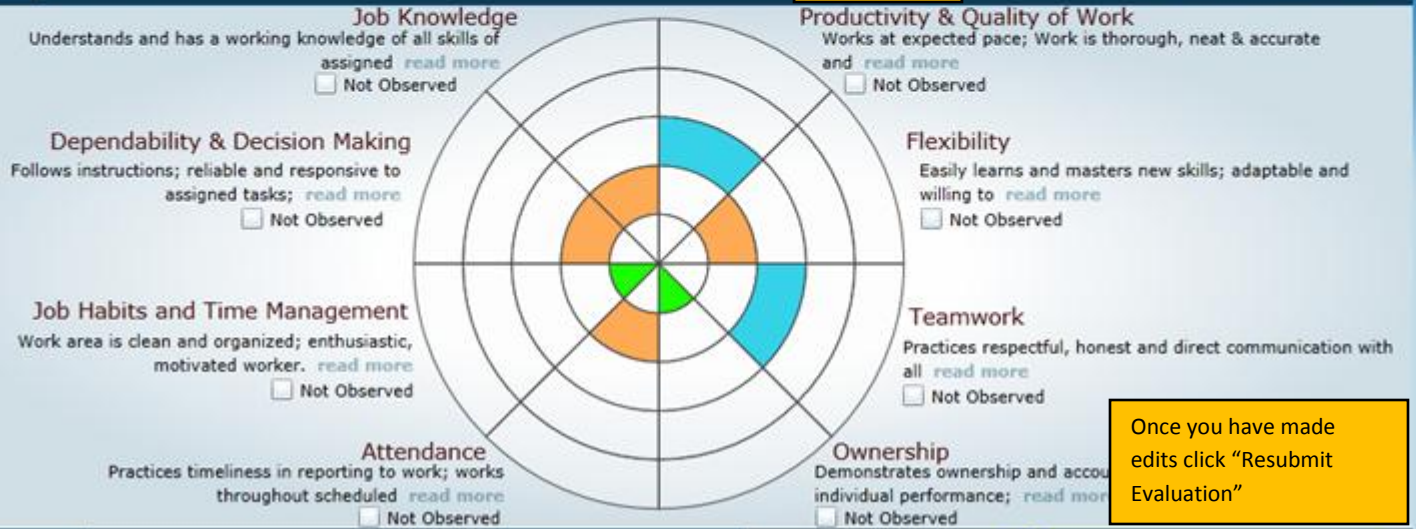 Job Knowledge
Understands and has a working knowledge of all skills of
assigned read more
Not Observed
Productivity & Quality of Work
Works at expected pace; Work is thorough, neat & accurate
and read more
Not Observed
Dependability & Decision Making
Follows instructions; reliable and responsive to
assigned tasks; read more
Not Observed
Flexibility
Easily learns and masters new skills; adaptable and
willing to read more
Not Observed
Job Habits and Time Management
Work area is clean and organized; enthusiastic,
motivated worker. read more
Not Observed
Teamwork
Practices respectful, honest and direct communication with
all read more
Not Observed
Attendance
Practices timeliness in reporting to work; works
throughout scheduled read more
Not Observed
Ownership
Demonstrates ownership and accou
individual performance; read mor
Not Observed
Once you have made
edits click “Resubmit
Evaluation”